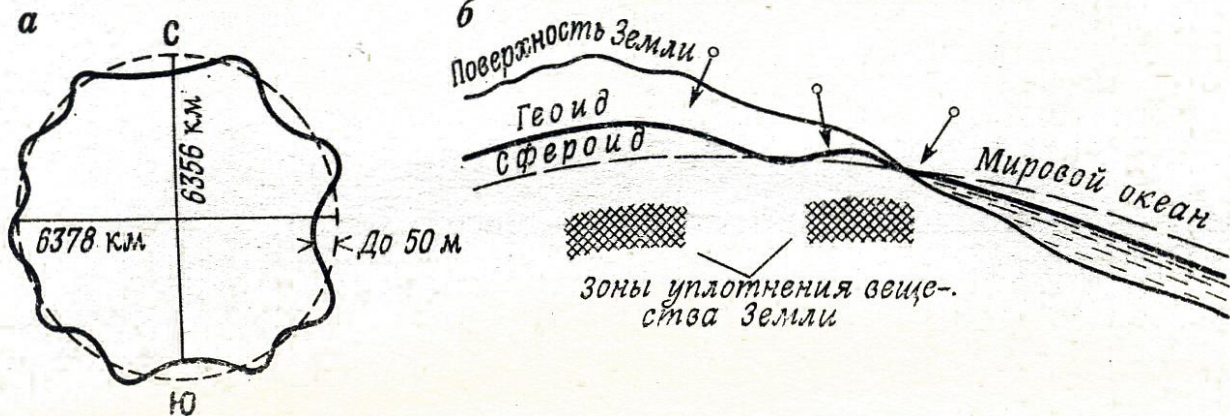 а
С
6356 км
6378 км
До 50 м
Ю
б
Поверхность Земли
Геоид
Сфероид
Мировой океан
Зоны уплотнения веще-
ства Земли